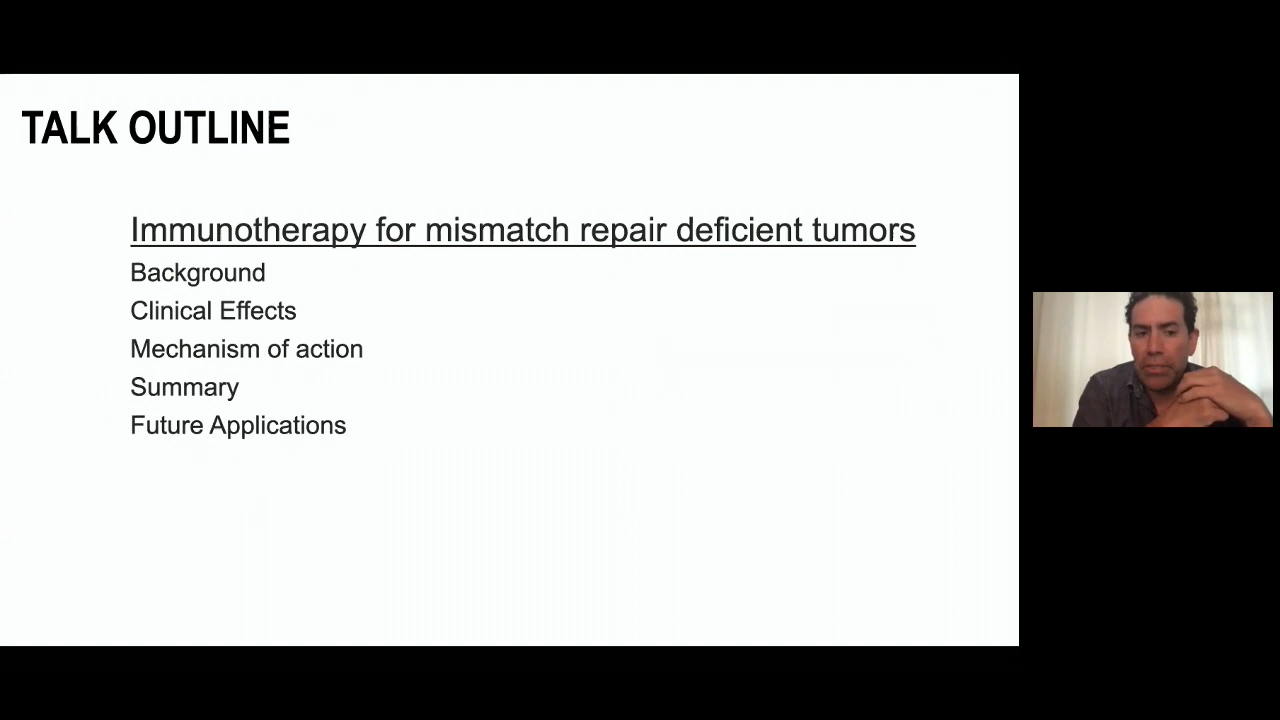 TALK OUTLINE
Immunotherapy for mismatch repair deficient tumors
Background
Clinical Effects
Mechanism of action
Summary
Future Applications